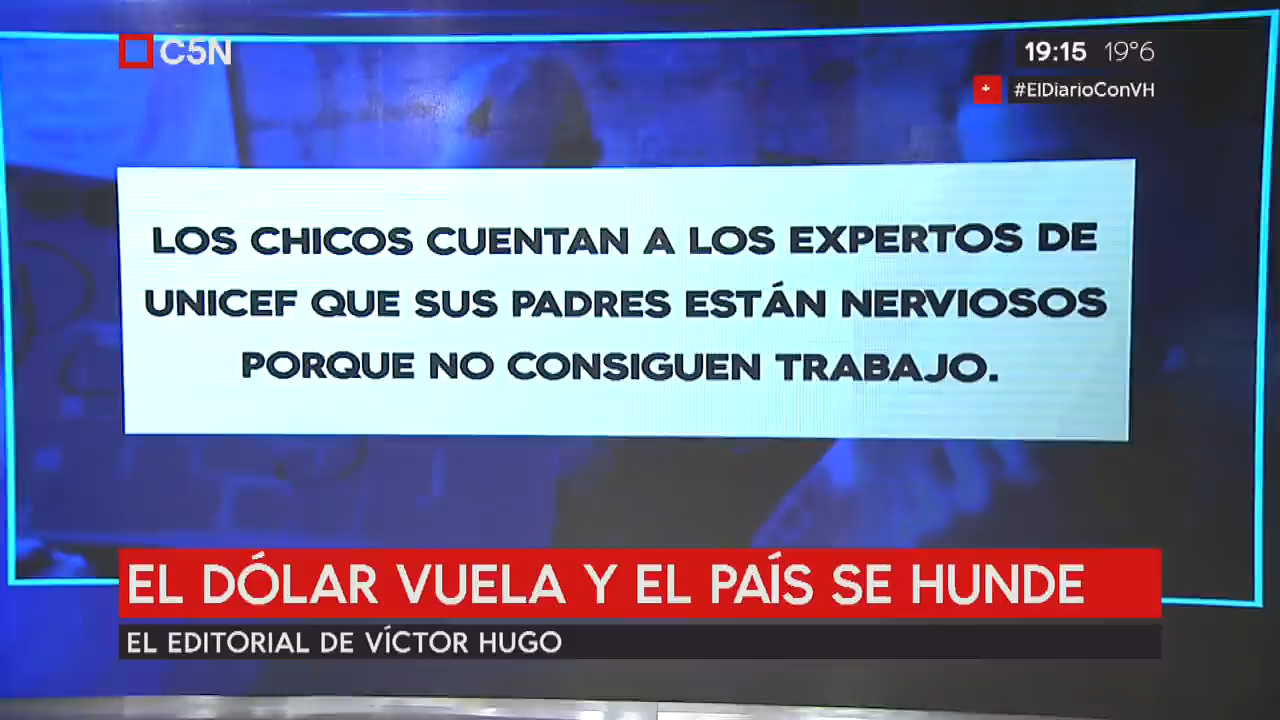 C5N
19:15 19°6
+ #ElDiarioConVH
LOS CHICOS CUENTAN A LOS EXPERTOS DE
UNICEF QUE SUS PADRES ESTÁN NERVIOSOS
PORQUE NO CONSIGUEN TRABAJO.
EL DÓLAR VUELA Y EL PAÍS SE HUNDE
EL EDITORIAL DE VÍCTOR HUGO